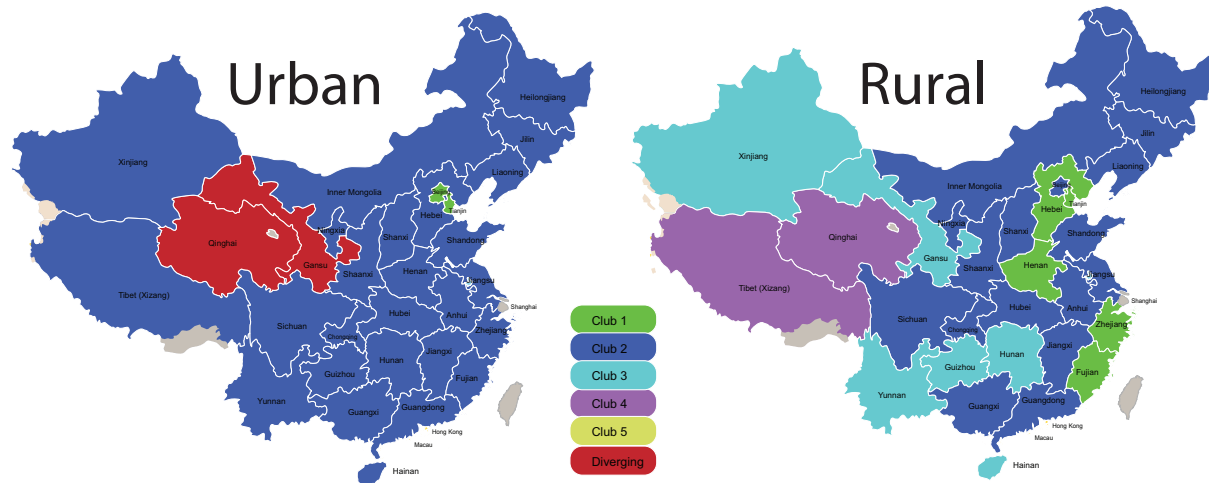 Urban
Heilongjiang
Jilin
Xinjiang
Liaoning
Inner Mongolia
Beijing
Tianjin
Hebei
Ningxia
Shanxi
Shandong
Qinghai
Gansu
Shaanxi
Henan
Jiangsu
Tibet (Xizang)
Shanghai
Hubei
Anhui
Sichuan
Zhejiang
Chongqing
Hunan
Jiangxi
Guizhou
Fujian
Yunnan
Guangxi
Guangdong
Hong Kong
Macau
Hainan
Club 1
Club 2
Club 3
Club 4
Club 5
Diverging
Rural
Heilongjiang
Jilin
Xinjiang
Liaoning
Inner Mongolia
Beijing
Tianjin
Hebei
Ningxia
Shanxi
Shandong
Qinghai
Gansu
Shaanxi
Henan
Jiangsu
Tibet (Xizang)
Shanghai
Hubei
Anhui
Sichuan
Zhejiang
Chongqing
Hunan
Jiangxi
Guizhou
Fujian
Yunnan
Guangxi
Guangdong
Hong Kong
Macau
Hainan